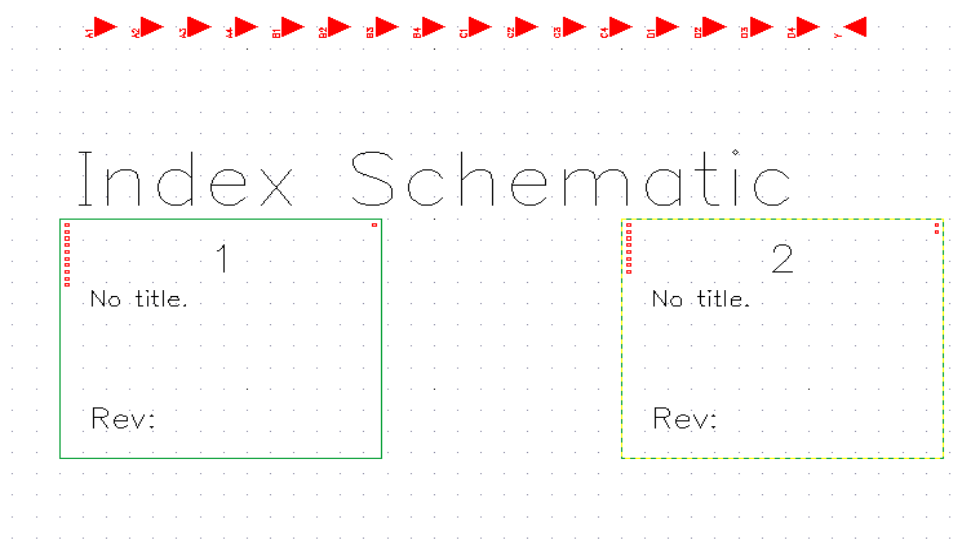 A1 A2 A3 A4 B1 B2 B3 B4 C1 C2 C3 C4 D1 D2 D3 D4 Y
Index Schematic
1
No title.
Rev:
2
No title.
Rev: